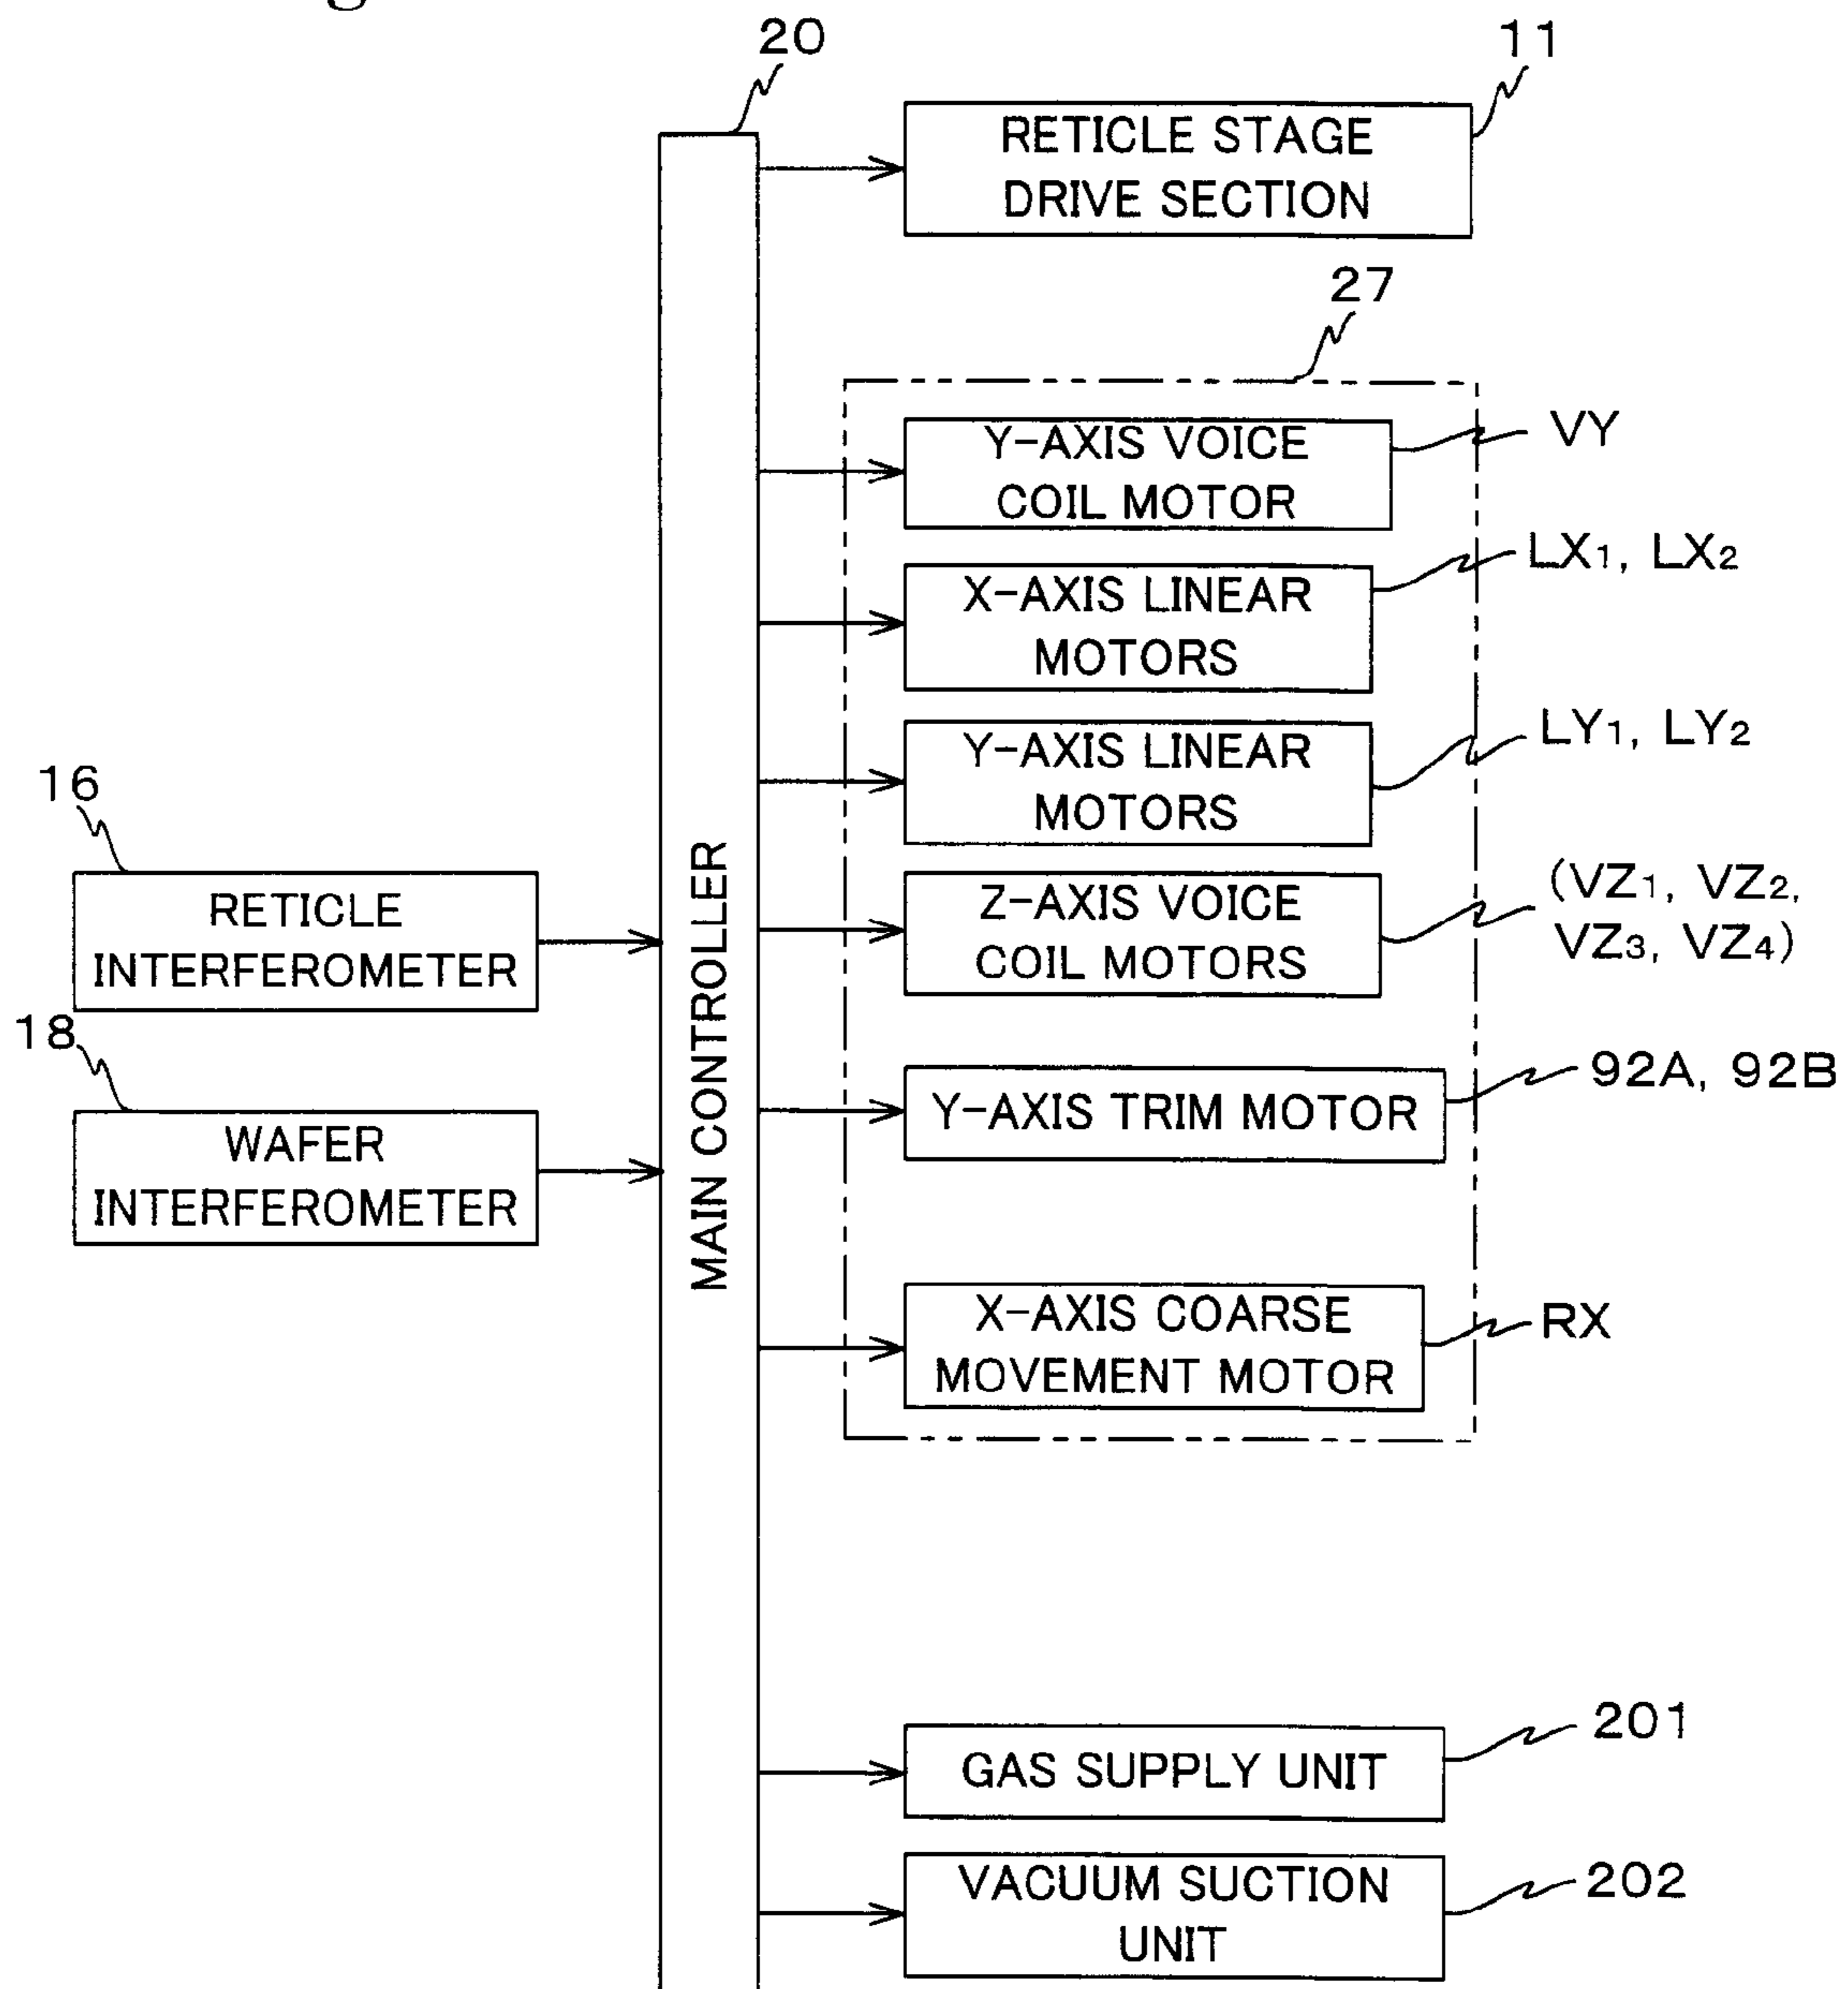 20
11
RETICLE STAGE
DRIVE SECTION
27
Y-AXIS VOICE
COIL MOTOR
VY
X-AXIS LINEAR
MOTORS
LX1, LX2
Y-AXIS LINEAR
MOTORS
LY1, LY2
16
RETICLE
INTERFEROMETER
Z-AXIS VOICE
COIL MOTORS
(VZ1, VZ2,
VZ3, VZ4)
18
WAFER
INTERFEROMETER
MAIN CONTROLLER
Y-AXIS TRIM MOTOR
92A, 92B
X-AXIS COARSE
MOVEMENT MOTOR
RX
GAS SUPPLY UNIT
201
VACUUM SUCTION
UNIT
202